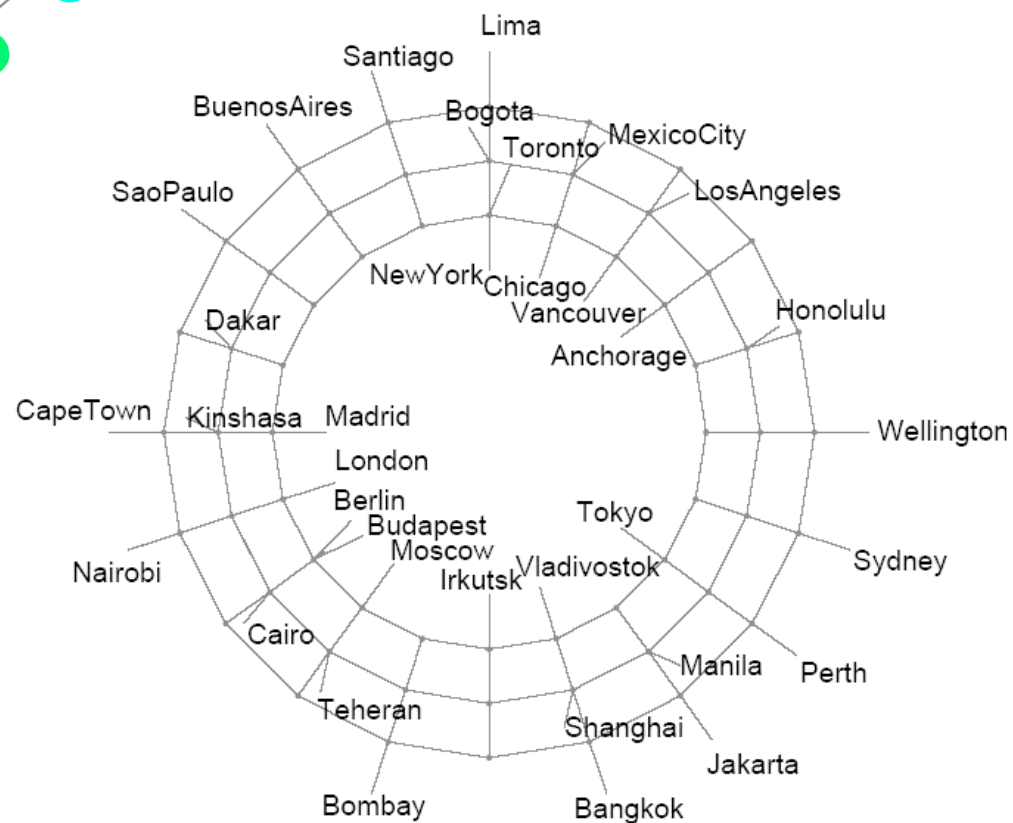 Lima
Santiago
BuenosAires
Bogota
MexicoCity
Toronto
SaoPaulo
LosAngeles
NewYork
Chicago
Vancouver
Honolulu
Dakar
Anchorage
CapeTown
Kinshasa
Madrid
Wellington
London
Berlin
Tokyo
Budapest
Moscow
Sydney
Nairobi
Irkutsk
Vladivostok
Cairo
Manila
Perth
Teheran
Shanghai
Jakarta
Bombay
Bangkok